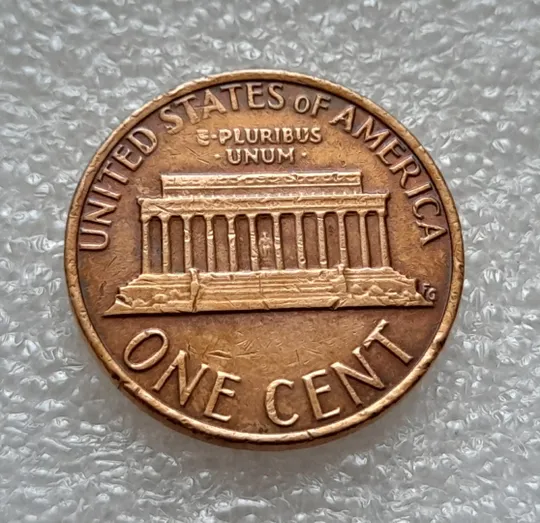 UNITED STATES OF AMERICA
E·PLURIBUS
·UNUM·
FG
ONE CENT